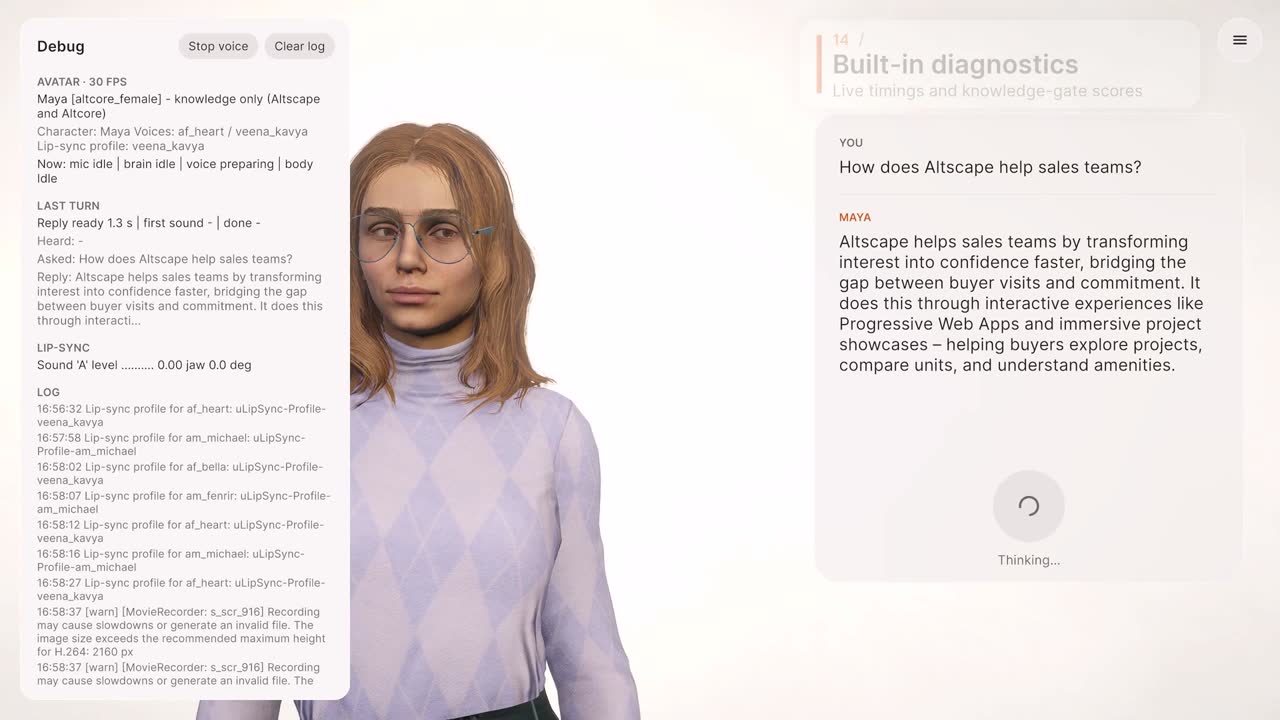 Debug
Stop voice
Clear log
AVATAR · 30 FPS
Maya [altcore_female] - knowledge only (Altscape
and Altcore)
Character: Maya Voices: af_heart / veena_kavya
Lip-sync profile: veena_kavya
Now: mic idle | brain idle | voice preparing | body
Idle
LAST TURN
Reply ready 1.3 s | first sound - | done -
Heard: -
Asked: How does Altscape help sales teams?
Reply: Altscape helps sales teams by transforming
interest into confidence faster, bridging the gap
between buyer visits and commitment. It does this
through interacti...
LIP-SYNC
Sound 'A' level .......... 0.00 jaw 0.0 deg
LOG
16:56:32 Lip-sync profile for af_heart: uLipSync-Profile-
veena_kavya
16:57:58 Lip-sync profile for am_michael: uLipSync-
Profile-am_michael
16:58:02 Lip-sync profile for af_bella: uLipSync-Profile-
veena_kavya
16:58:07 Lip-sync profile for am_fenrir: uLipSync-Profile-
am_michael
16:58:12 Lip-sync profile for af_heart: uLipSync-Profile-
veena_kavya
16:58:16 Lip-sync profile for am_michael: uLipSync-
Profile-am_michael
16:58:27 Lip-sync profile for af_heart: uLipSync-Profile-
veena_kavya
16:58:37 [warn] [MovieRecorder: s_scr_916] Recording
may cause slowdowns or generate an invalid file. The
image size exceeds the recommended maximum height
for H.264: 2160 px
16:58:37 [warn] [MovieRecorder: s_scr_916] Recording
may cause slowdowns or generate an invalid file. The
14 /
Built-in diagnostics
Live timings and knowledge-gate scores
YOU
How does Altscape help sales teams?
MAYA
Altscape helps sales teams by transforming
interest into confidence faster, bridging the
gap between buyer visits and commitment. It
does this through interactive experiences like
Progressive Web Apps and immersive project
showcases – helping buyers explore projects,
compare units, and understand amenities.
Thinking...